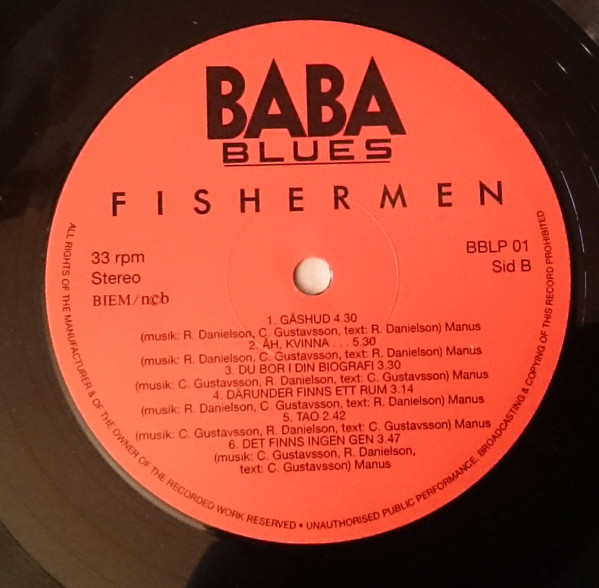 BABA
BLUES
FISHERMEN
33 rpm
Stereo
BIEM/n©b
BBLP 01
Sid B
1. GÅSHUD 4.30
(musik: R. Danielson, C. Gustavsson, text: R. Danielson) Manus
2. ÅH, KVINNA . . . 5.30
(musik: R. Danielson, C. Gustavsson, text: R. Danielson) Manus
3. DU BOR I DIN BIOGRAFI 3.30
(musik: C. Gustavsson, R. Danielson, text: C. Gustavsson) Manus
4. DÄRUNDER FINNS ETT RUM 3.14
(musik: R. Danielson, C. Gustavsson, text: R. Danielson) Manus
5. TAO 2.42
(musik: C. Gustavsson, R. Danielson, text: C. Gustavsson) Manus
6. DET FINNS INGEN GEN 3.47
(musik: C. Gustavsson, R. Danielson,
text: C. Gustavsson) Manus
ALL RIGHTS OF THE MANUFACTURER & OF THE OWNER OF THE RECORDED WORK RESERVED • UNAUTHORISED PUBLIC PERFORMANCE, BROADCASTING & COPYING OF THIS RECORD PROHIBITED